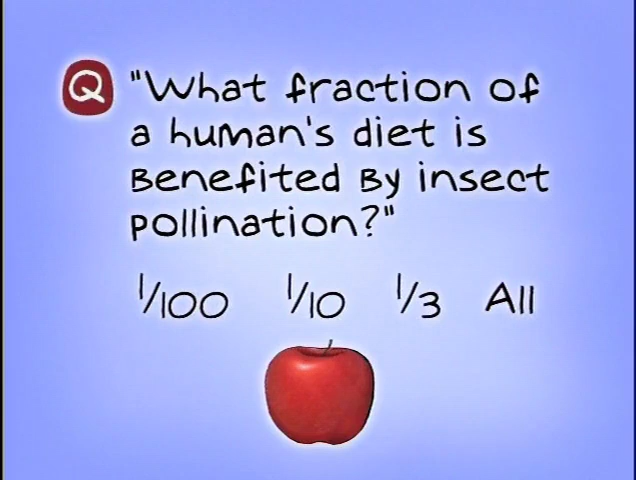 Q "What fraction of
a human's diet is
Benefited By insect
pollination?"
1/100 1/10 1/3 All